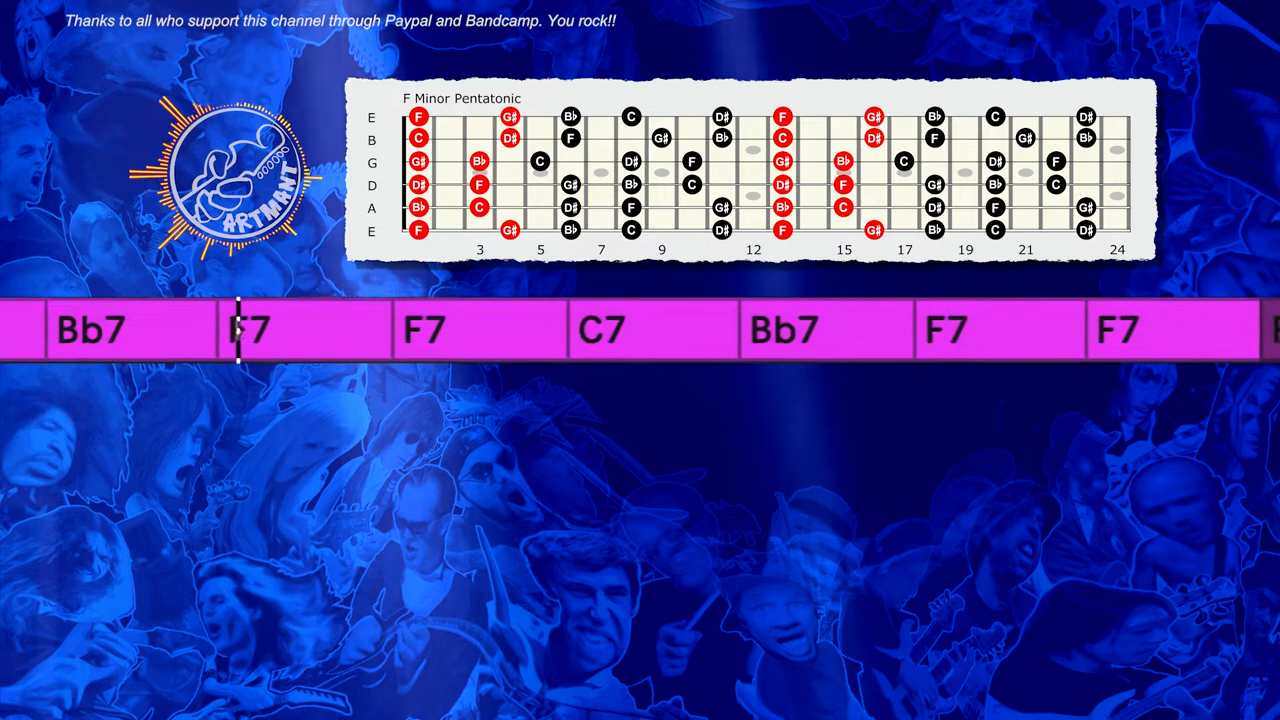 Thanks to all who support this channel through Paypal and Bandcamp. You rock!!
F Minor Pentatonic
E F G# B♭ C D# F G# B♭ C D#
B C D# F G# B♭ C D# F G# B♭
G G# B♭ C D# F G# B♭ C D# F
D D# F G# B♭ C D# F G# B♭ C
A B♭ C D# F G# B♭ C D# F G#
E F G# B♭ C D# F G# B♭ C D#
3 5 7 9 12 15 17 19 21 24
ARTMANT
Bb7 F7 F7 C7 Bb7 F7 F7